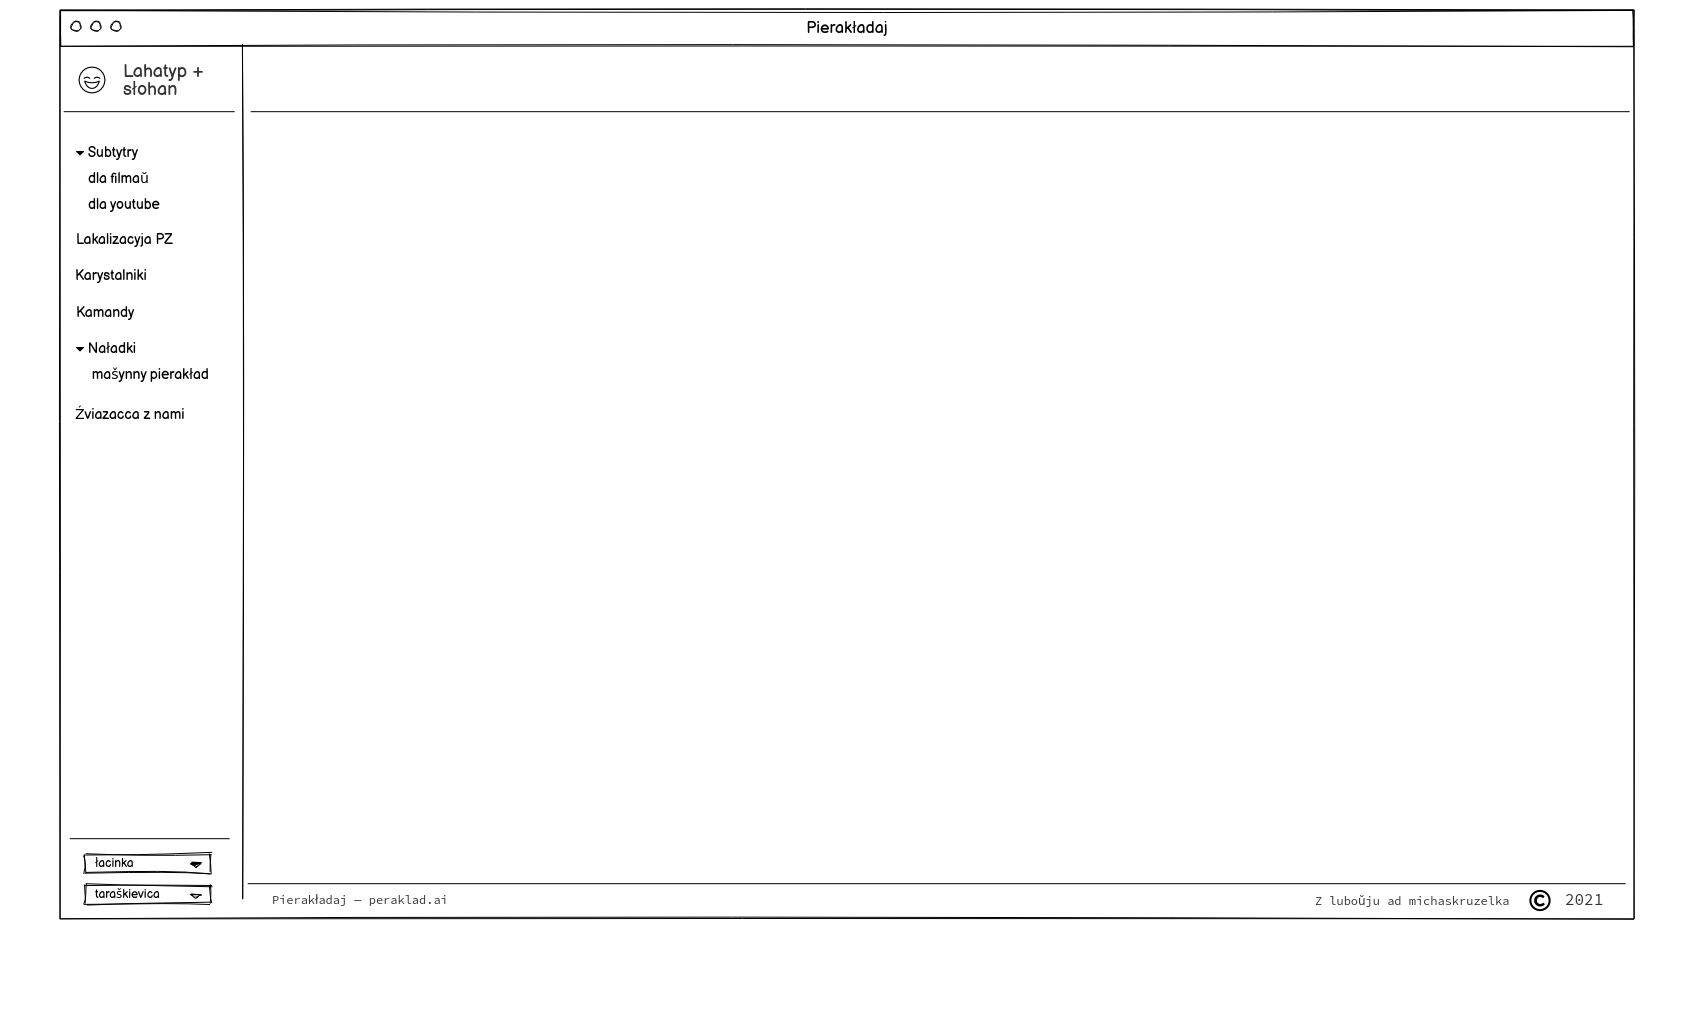 Pierakładaj
Lahatyp +
słohan
Subtytry
dla filmaŭ
dla youtube
Lakalizacyja PZ
Karystalniki
Kamandy
Naładki
mašynny pierakład
Źviazacca z nami
łacinka
taraškievica
Pierakładaj — peraklad.ai
Z luboŭju ad michaskruzelka © 2021